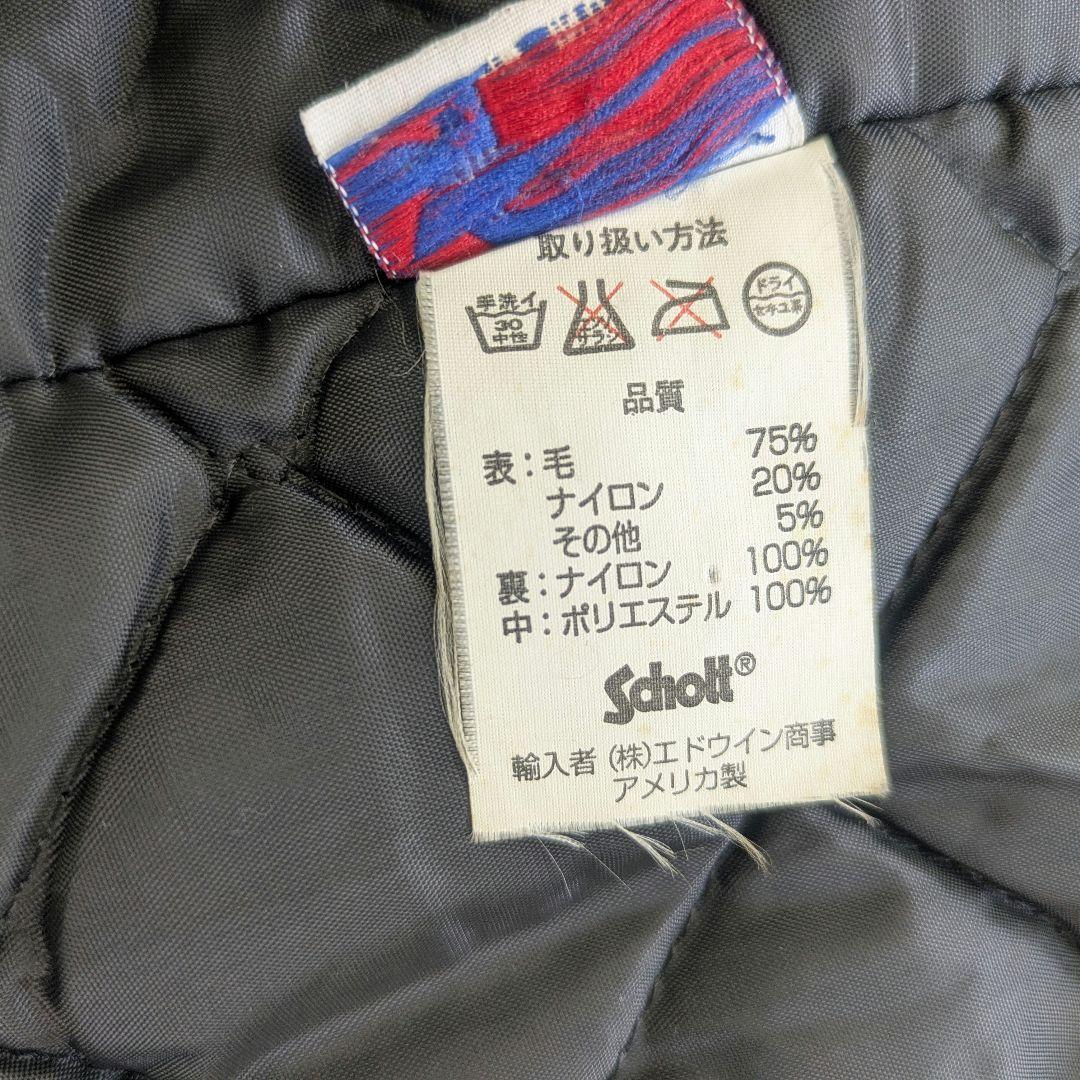 取り扱い方法
手洗イ 30 中性 エンソサラシ ドライ セキユ系
品質
表：毛 75%
ナイロン 20%
その他 5%
裏：ナイロン 100%
中：ポリエステル 100%
Schott®
輸入者 (株)エドウイン商事
アメリカ製